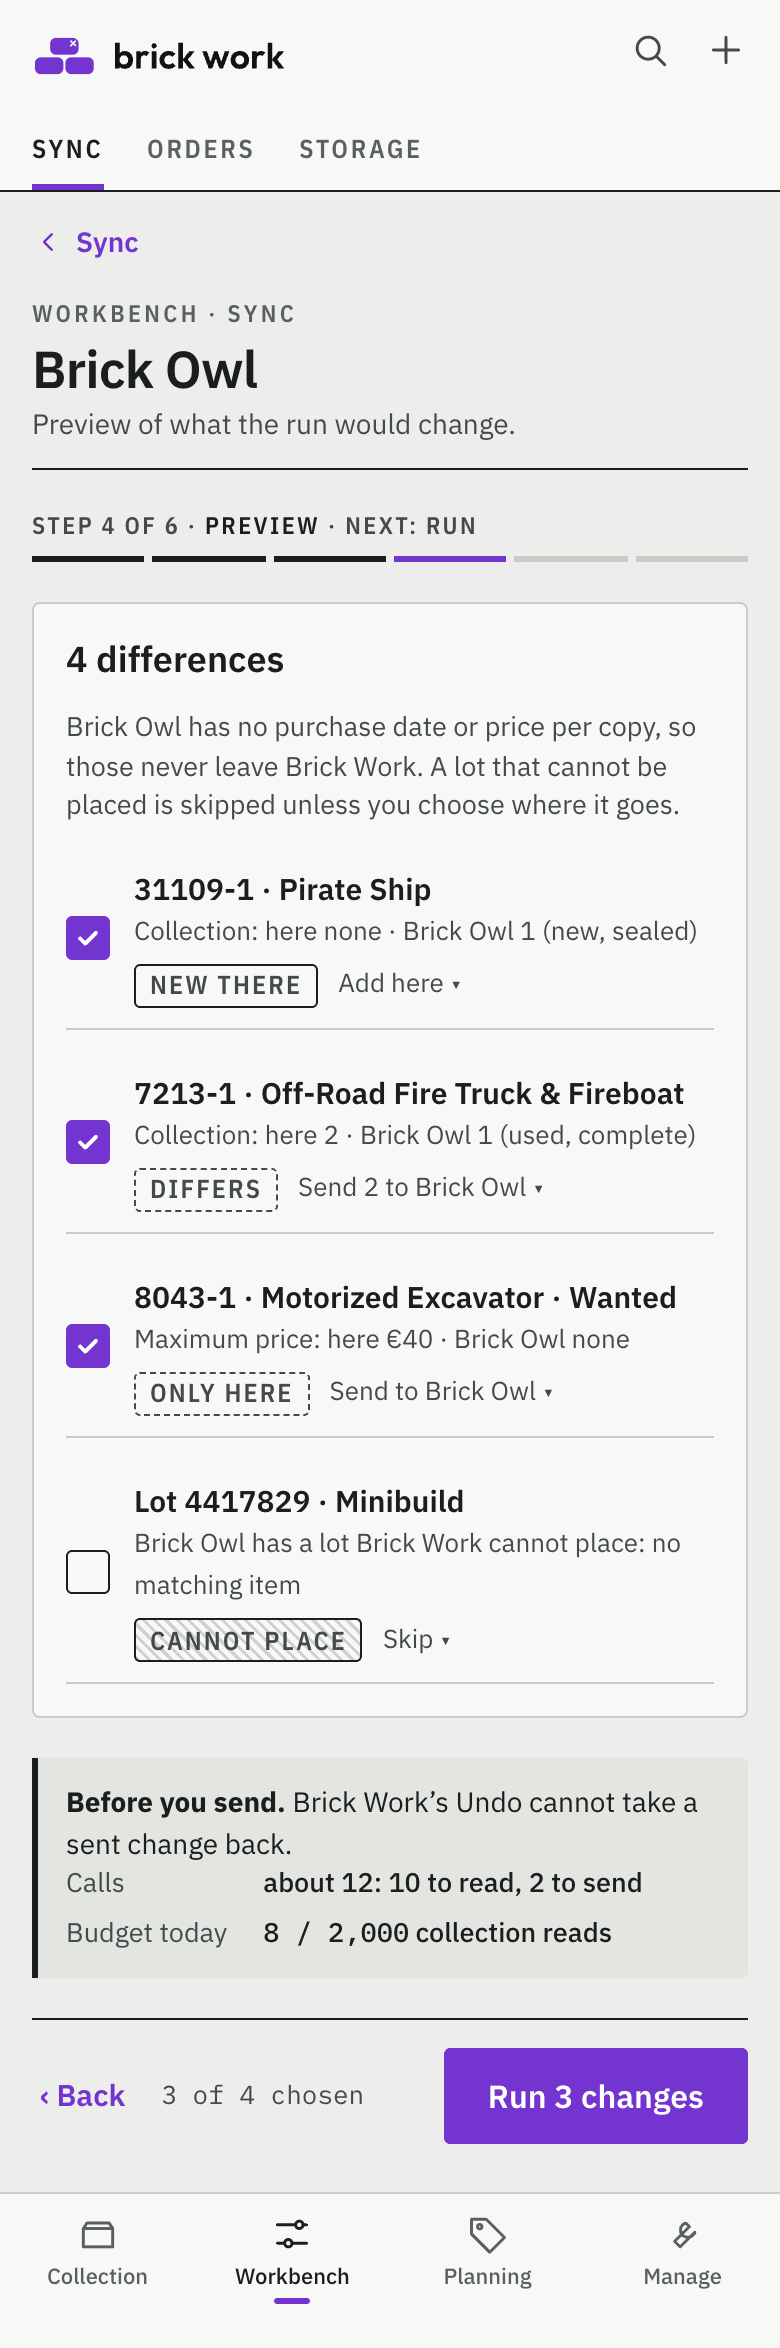 brick work
SYNC ORDERS STORAGE
‹ Sync
WORKBENCH · SYNC
Brick Owl
Preview of what the run would change.
STEP 4 OF 6 · PREVIEW · NEXT: RUN
4 differences
Brick Owl has no purchase date or price per copy, so
those never leave Brick Work. A lot that cannot be
placed is skipped unless you choose where it goes.
31109-1 · Pirate Ship
Collection: here none · Brick Owl 1 (new, sealed)
NEW THERE Add here ▾
7213-1 · Off-Road Fire Truck & Fireboat
Collection: here 2 · Brick Owl 1 (used, complete)
DIFFERS Send 2 to Brick Owl ▾
8043-1 · Motorized Excavator · Wanted
Maximum price: here €40 · Brick Owl none
ONLY HERE Send to Brick Owl ▾
Lot 4417829 · Minibuild
Brick Owl has a lot Brick Work cannot place: no
matching item
CANNOT PLACE Skip ▾
Before you send. Brick Work’s Undo cannot take a
sent change back.
Calls about 12: 10 to read, 2 to send
Budget today 8 / 2,000 collection reads
‹ Back 3 of 4 chosen Run 3 changes
Collection Workbench Planning Manage